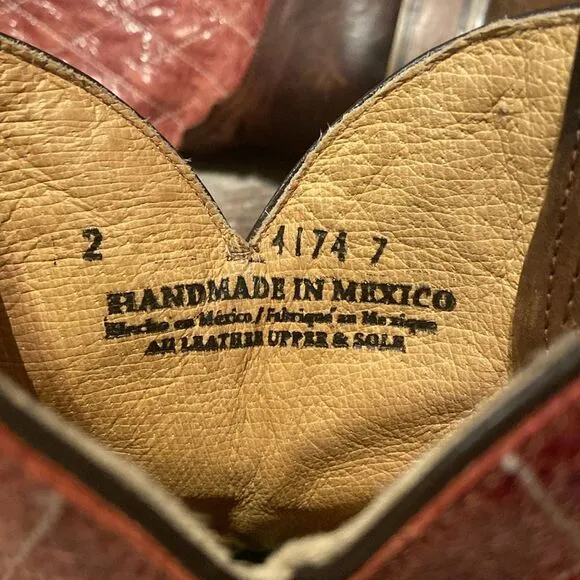 2 4174 7
HANDMADE IN MEXICO
Hecho en México / Fabriqué au Mexique
ALL LEATHER UPPER & SOLE